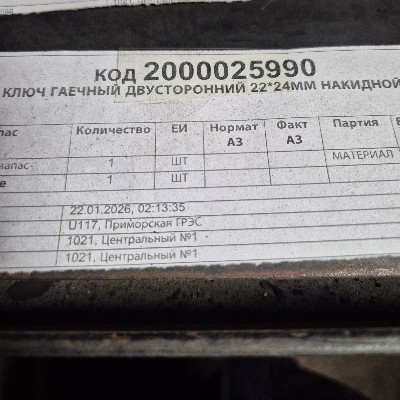 КОД 2000025990
КЛЮЧ ГАЕЧНЫЙ ДВУСТОРОННИЙ 22*24ММ НАКИДНОЙ
Количество ЕИ Нормат АЗ Факт АЗ Партия
1 ШТ МАТЕРИАЛ
1 ШТ
22.01.2026, 02:13:35
U117, Приморская ГРЭС
1021, Центральный №1
1021, Центральный №1